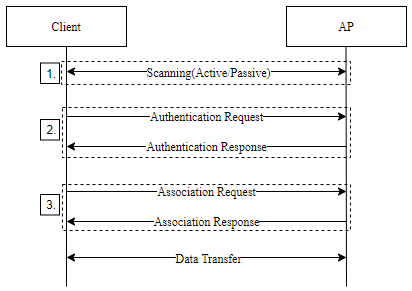 Client
AP
1.
Scanning(Active/Passive)
2.
Authentication Request
Authentication Response
3.
Association Request
Association Response
Data Transfer